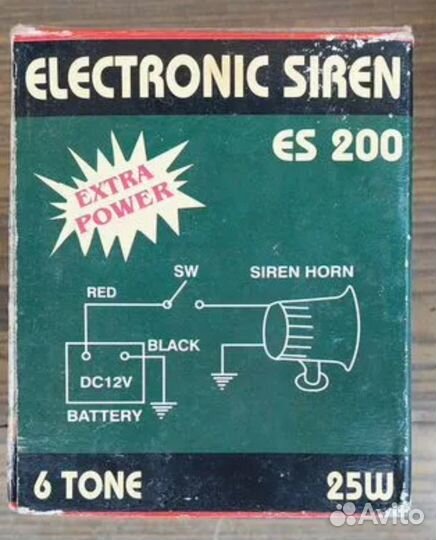 ELECTRONIC SIREN
ES 200
EXTRA
POWER
SW
SIREN HORN
RED
BLACK
DC12V
BATTERY
6 TONE
25W
Avito